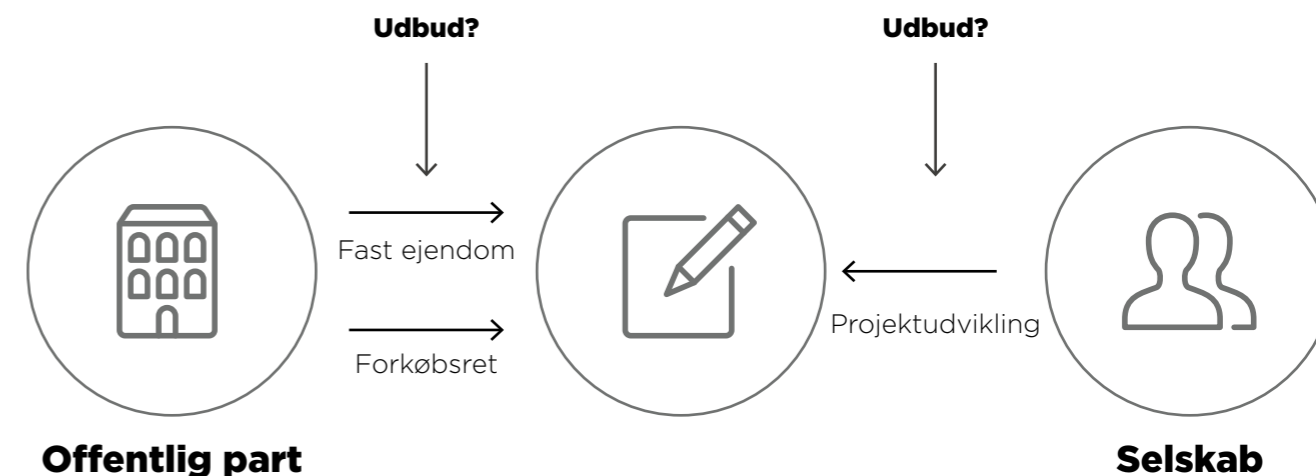 Udbud?
Udbud?
Fast ejendom
Forkøbsret
Projektudvikling
Offentlig part
Selskab